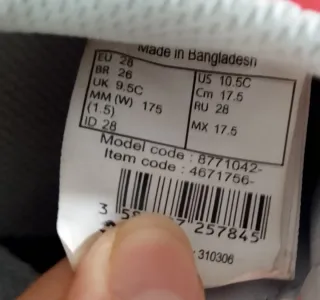 Made in Bangladesh
EU 28
BR 26
UK 9.5C
MM (W) 175
(1.5)
ID 28
US 10.5C
Cm 17.5
RU 28
MX 17.5
Model code : 8771042-
Item code : 4671756-
3 257845
310306